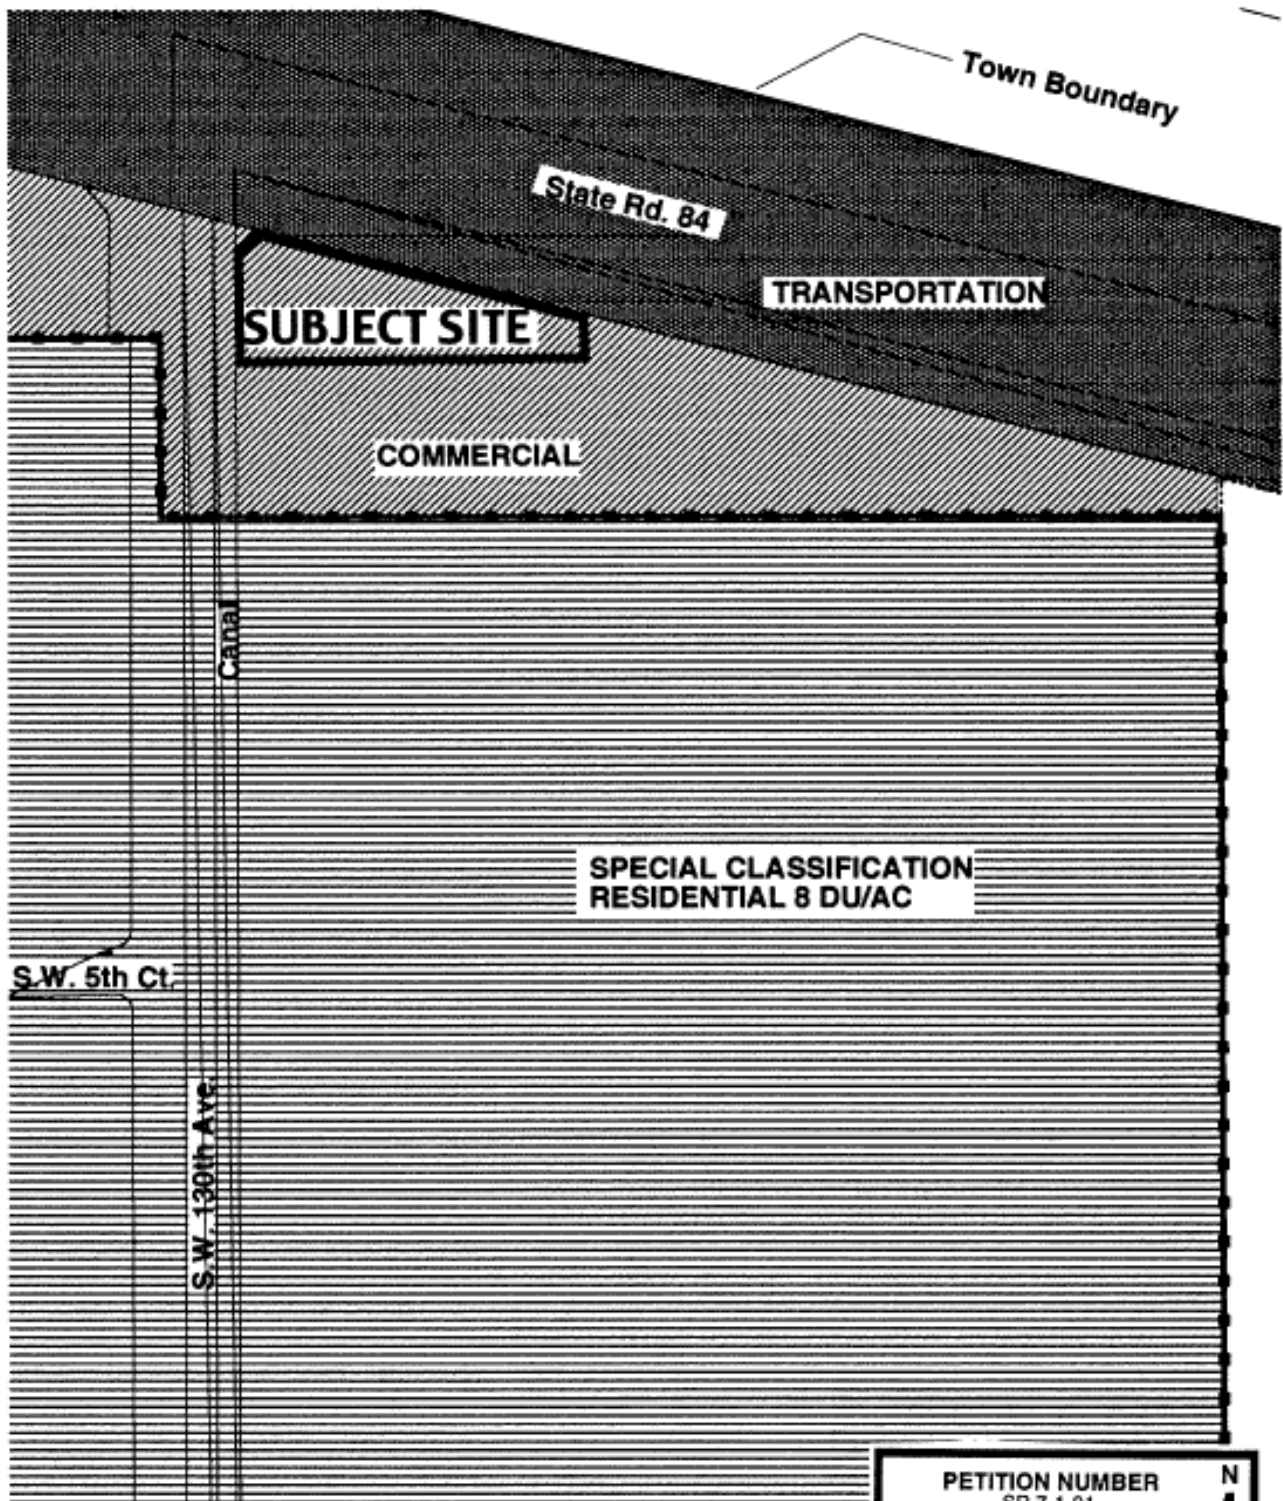 Town Boundary
State Rd. 84
TRANSPORTATION
SUBJECT SITE
COMMERCIAL
Canal
SPECIAL CLASSIFICATION
RESIDENTIAL 8 DU/AC
S.W. 5th Ct.
S.W. 130th Ave.
PETITION NUMBER
N